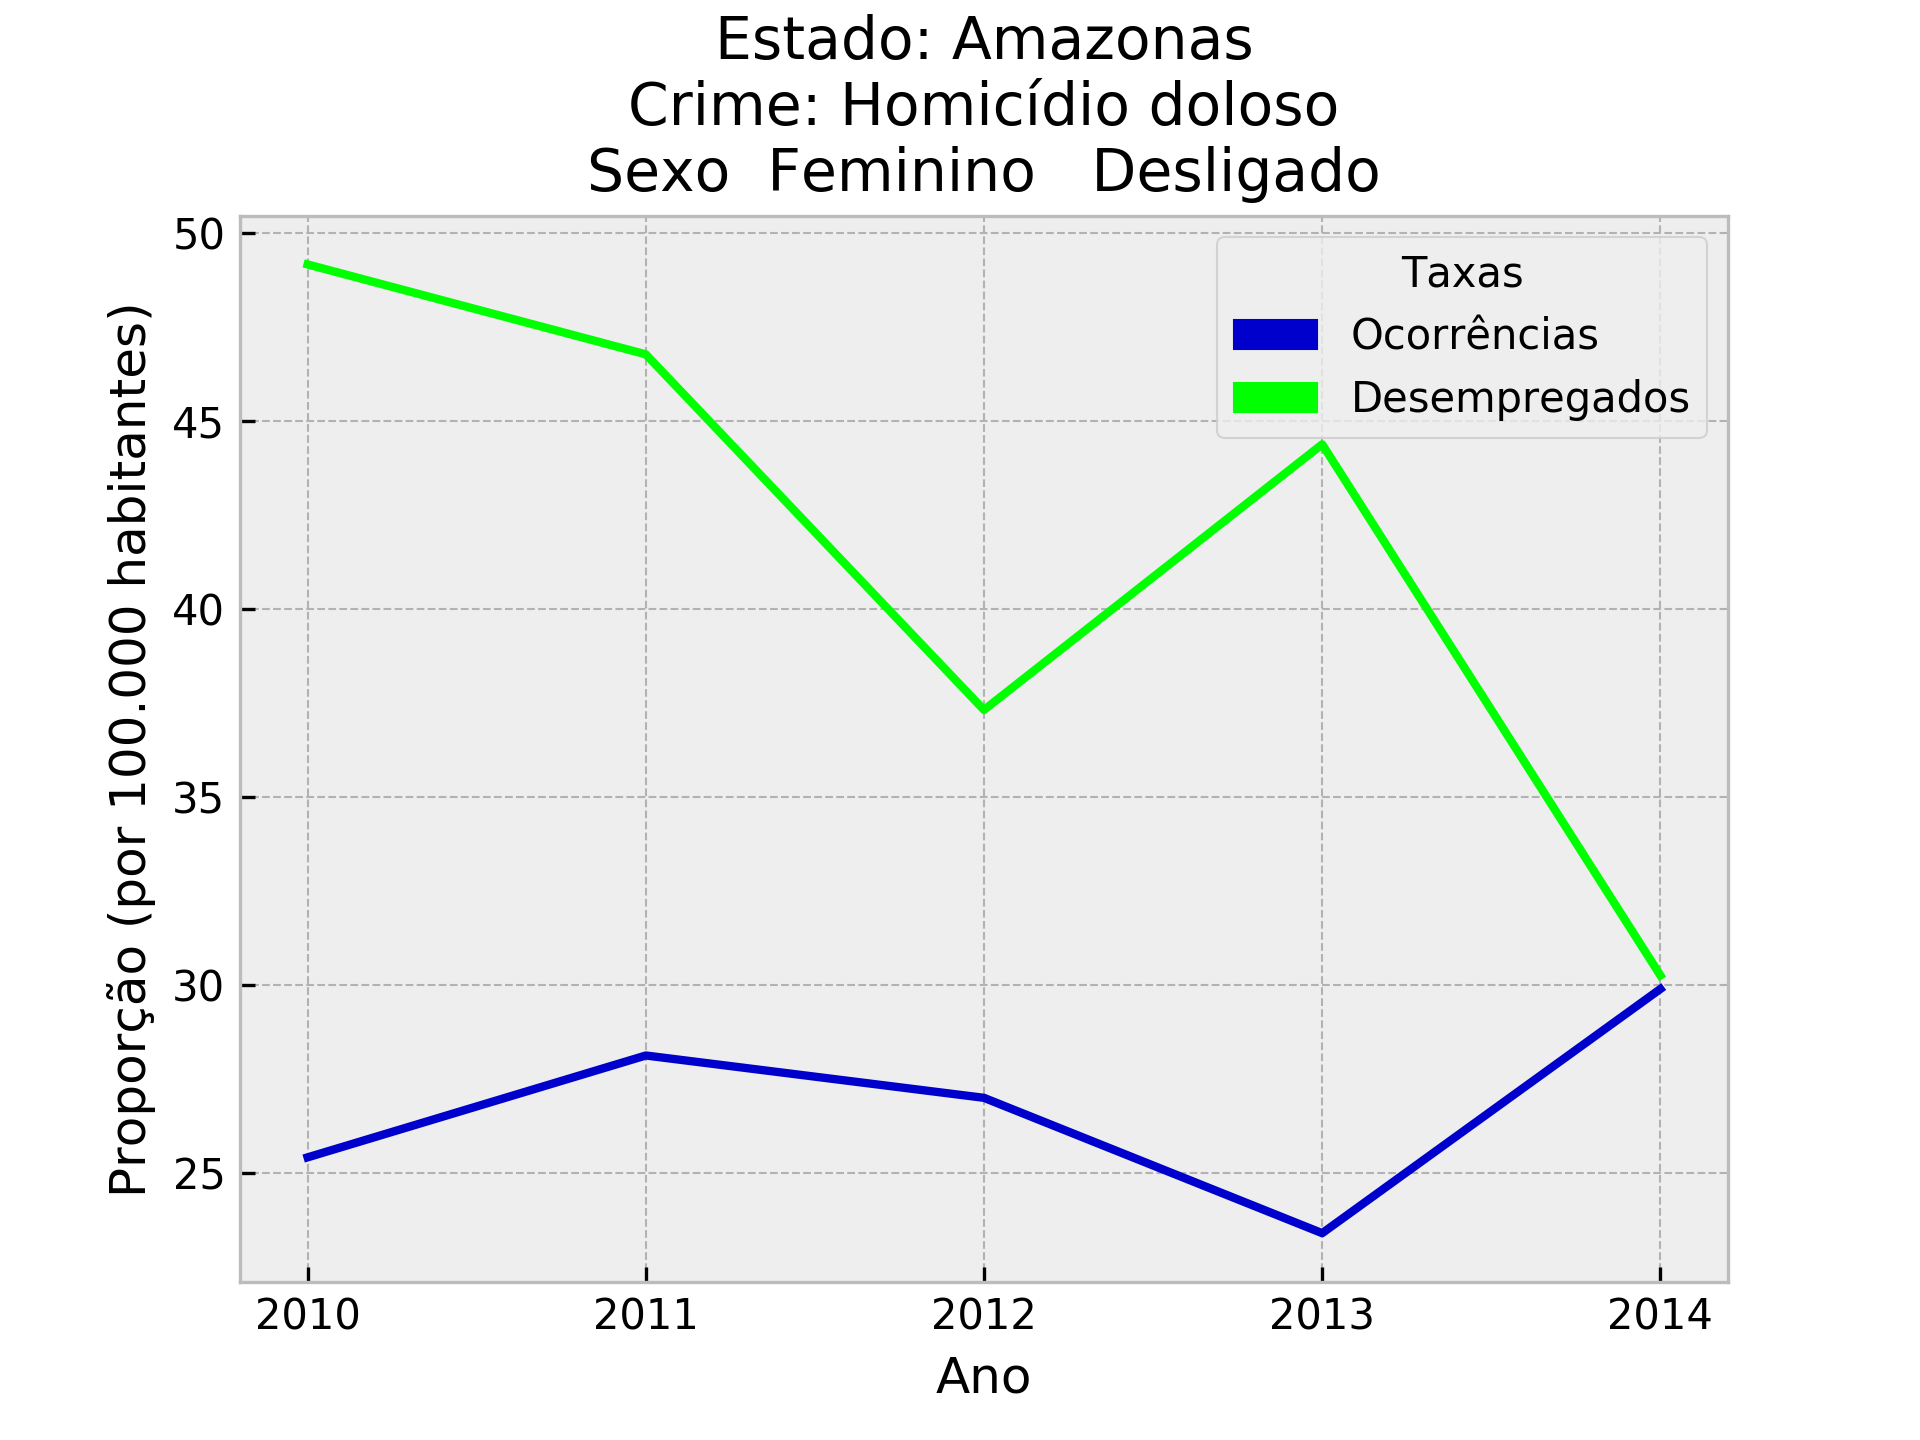 Estado: Amazonas
Crime: Homicídio doloso
Sexo  Feminino   Desligado
Taxas
Ocorrências
Desempregados
Proporção (por 100.000 habitantes)
50
45
40
35
30
25
2010
2011
2012
2013
2014
Ano